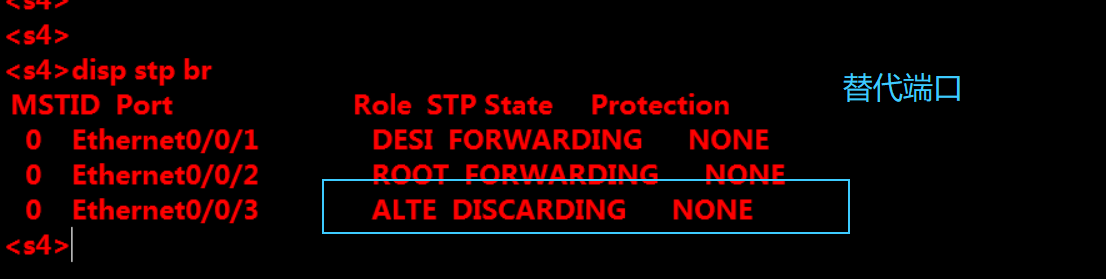 <s4>
<s4>
<s4>disp stp br
MSTID Port Role STP State Protection
替代端口
0 Ethernet0/0/1 DESI FORWARDING NONE
0 Ethernet0/0/2 ROOT FORWARDING NONE
0 Ethernet0/0/3 ALTE DISCARDING NONE
<s4>